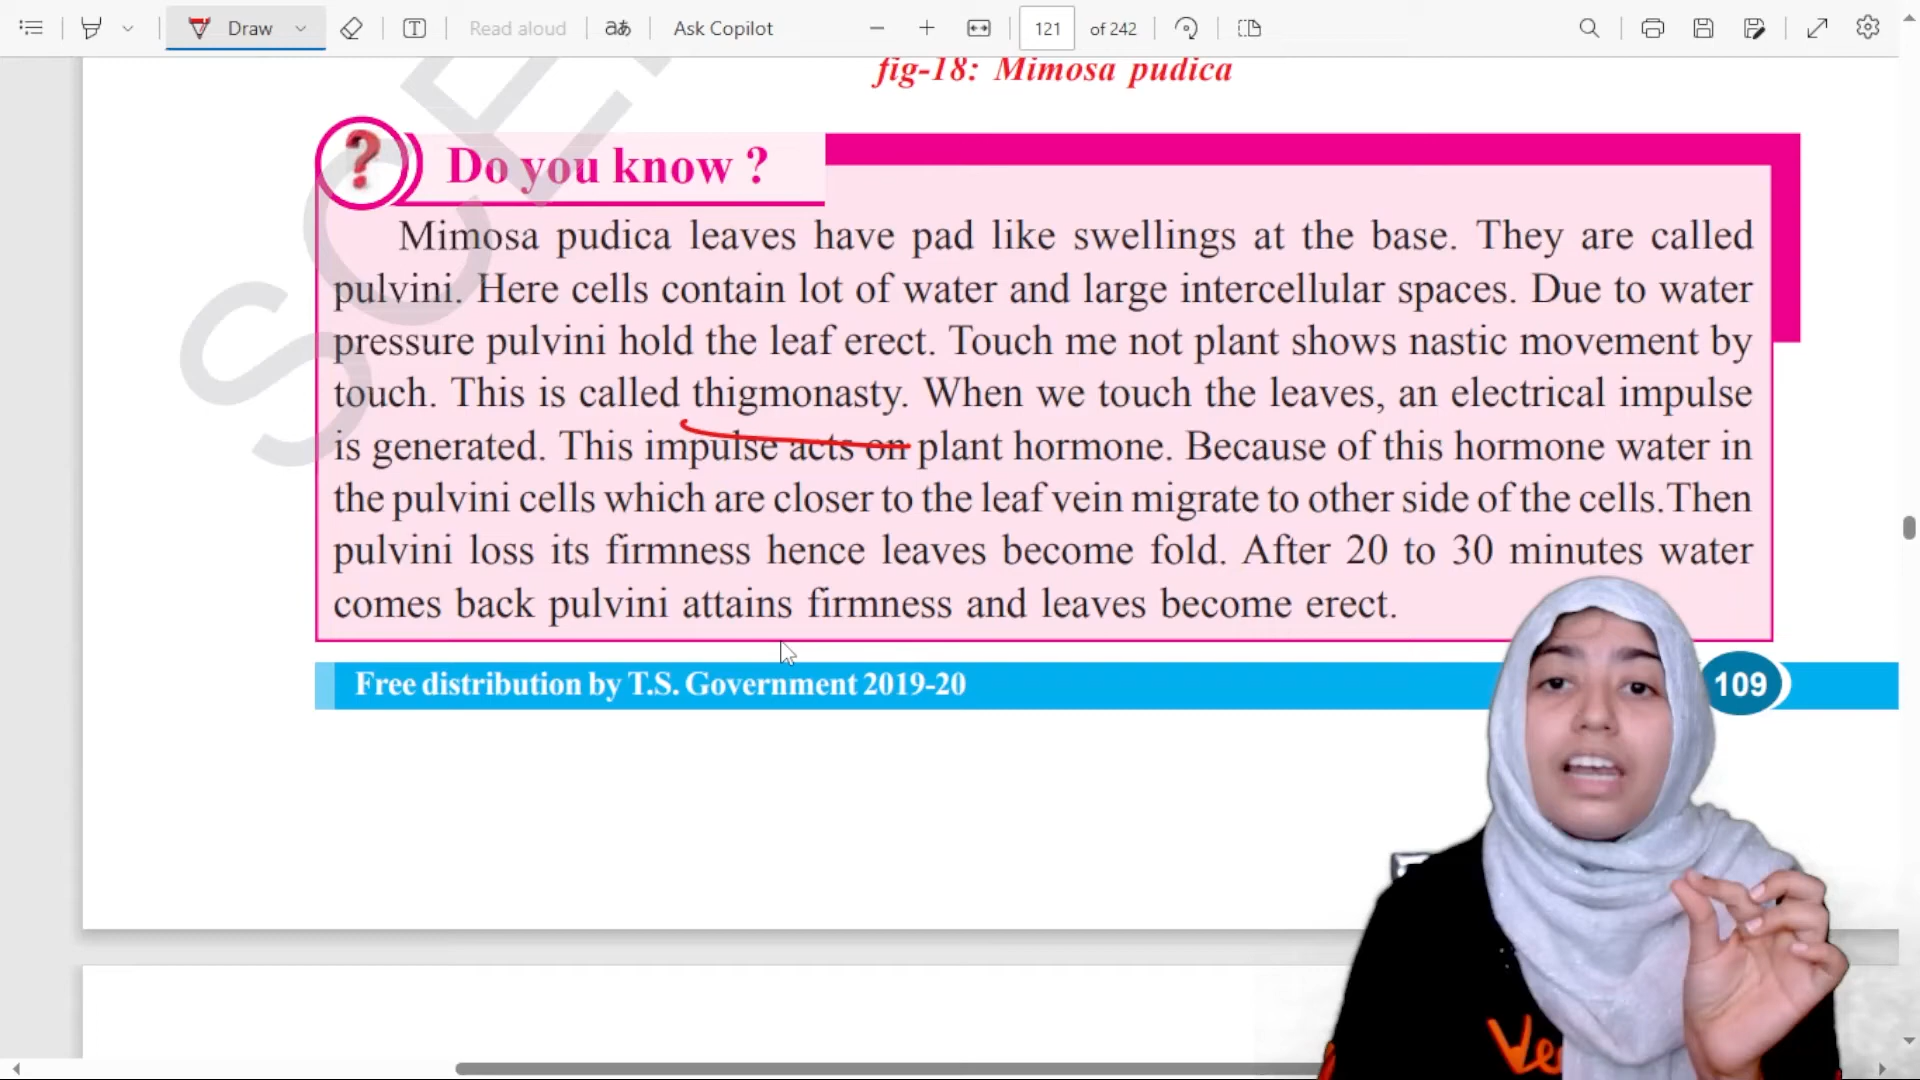 Draw
T
Read aloud
aあ
Ask Copilot
121
of 242
fig-18: Mimosa pudica
?
Do you know ?
Mimosa pudica leaves have pad like swellings at the base. They are called
pulvini. Here cells contain lot of water and large intercellular spaces. Due to water
pressure pulvini hold the leaf erect. Touch me not plant shows nastic movement by
touch. This is called thigmonasty. When we touch the leaves, an electrical impulse
is generated. This impulse acts on plant hormone. Because of this hormone water in
the pulvini cells which are closer to the leaf vein migrate to other side of the cells.Then
pulvini loss its firmness hence leaves become fold. After 20 to 30 minutes water
comes back pulvini attains firmness and leaves become erect.
Free distribution by T.S. Government 2019-20
109